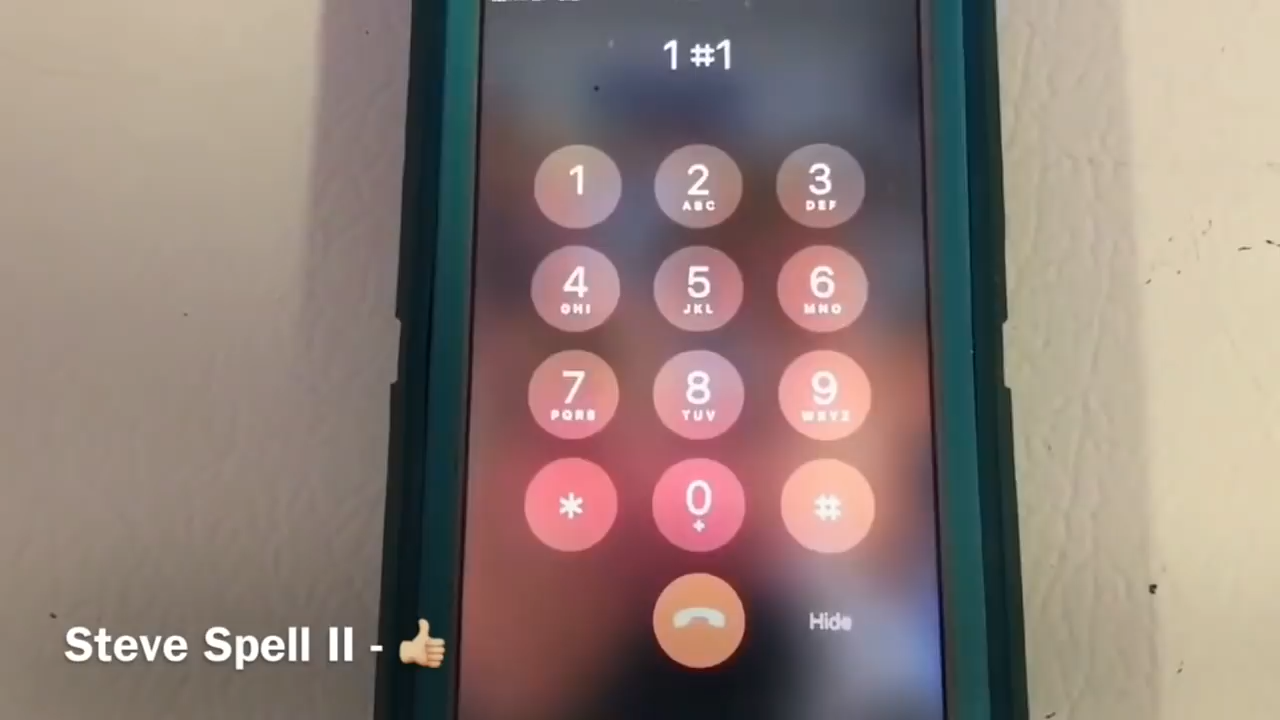 1#1
1 2 3
ABC DEF
4 5 6
GHI JKL MNO
7 8 9
PQRS TUV WXYZ
* 0 #
+
Hide
Steve Spell II - 👍🏼